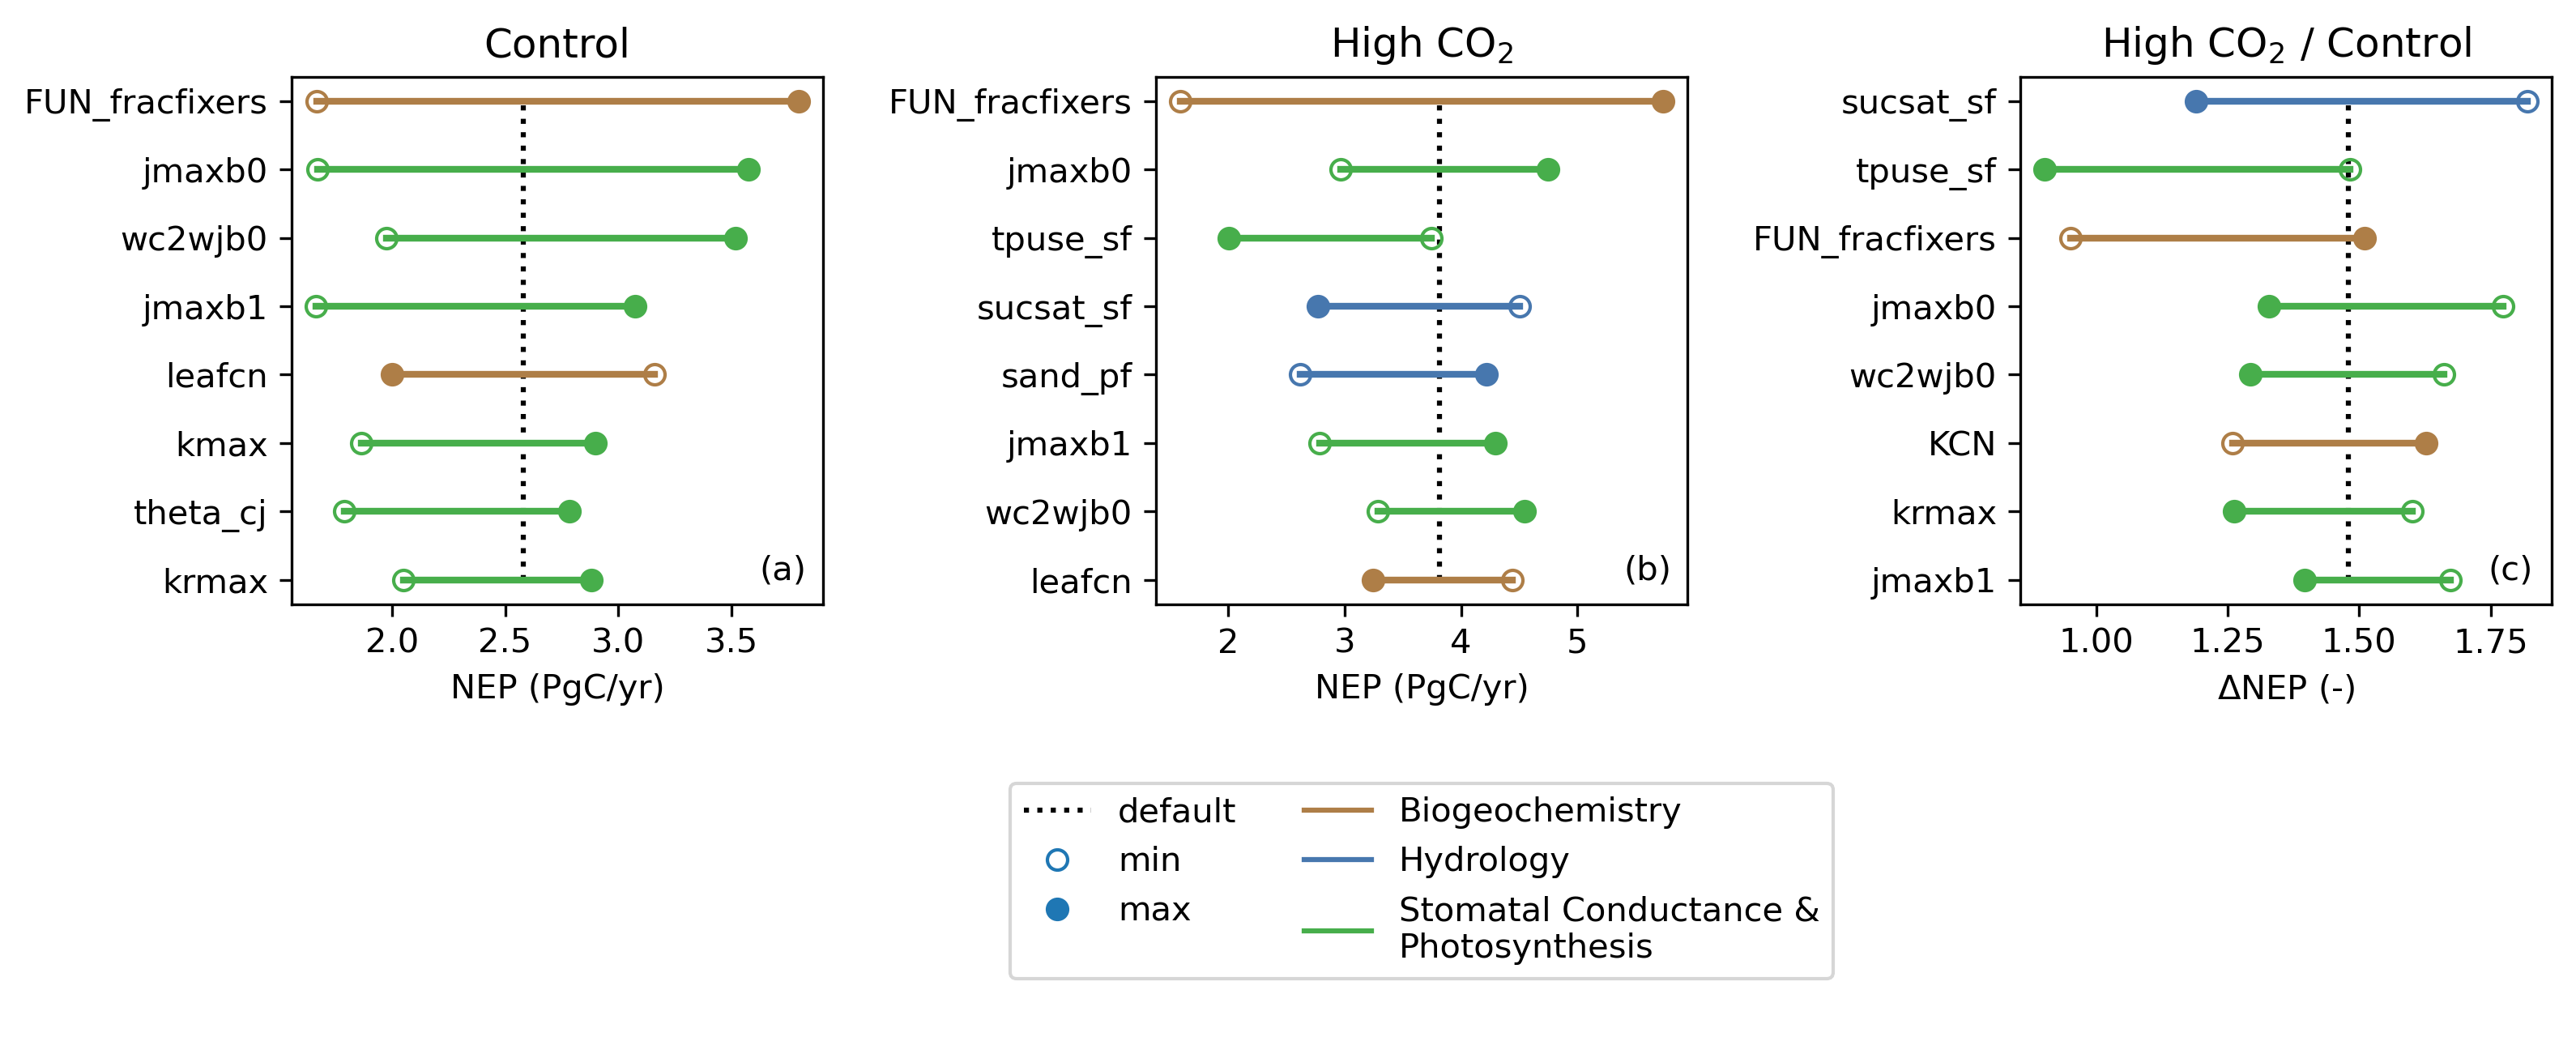 Control
FUN_fracfixers
jmaxb0
wc2wjb0
jmaxb1
leafcn
kmax
theta_cj
krmax
(a)
2.0 2.5 3.0 3.5
NEP (PgC/yr)
High CO₂
FUN_fracfixers
jmaxb0
tpuse_sf
sucsat_sf
sand_pf
jmaxb1
wc2wjb0
leafcn
(b)
2 3 4 5
NEP (PgC/yr)
High CO₂ / Control
sucsat_sf
tpuse_sf
FUN_fracfixers
jmaxb0
wc2wjb0
KCN
krmax
jmaxb1
(c)
1.00 1.25 1.50 1.75
ΔNEP (-)
default
min
max
Biogeochemistry
Hydrology
Stomatal Conductance &
Photosynthesis